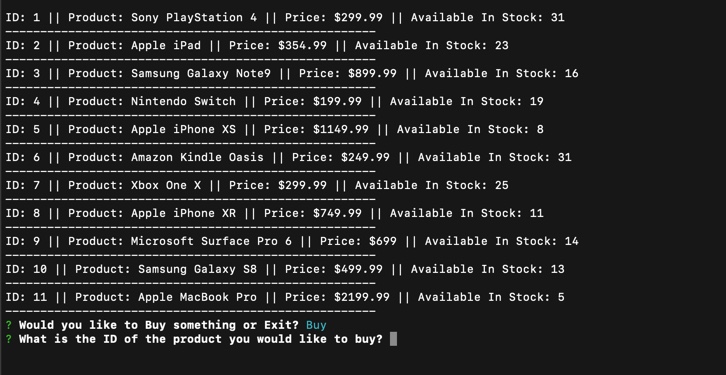 ID: 1 || Product: Sony PlayStation 4 || Price: $299.99 || Available In Stock: 31
ID: 2 || Product: Apple iPad || Price: $354.99 || Available In Stock: 23
ID: 3 || Product: Samsung Galaxy Note9 || Price: $899.99 || Available In Stock: 16
ID: 4 || Product: Nintendo Switch || Price: $199.99 || Available In Stock: 19
ID: 5 || Product: Apple iPhone XS || Price: $1149.99 || Available In Stock: 8
ID: 6 || Product: Amazon Kindle Oasis || Price: $249.99 || Available In Stock: 31
ID: 7 || Product: Xbox One X || Price: $299.99 || Available In Stock: 25
ID: 8 || Product: Apple iPhone XR || Price: $749.99 || Available In Stock: 11
ID: 9 || Product: Microsoft Surface Pro 6 || Price: $699 || Available In Stock: 14
ID: 10 || Product: Samsung Galaxy S8 || Price: $499.99 || Available In Stock: 13
ID: 11 || Product: Apple MacBook Pro || Price: $2199.99 || Available In Stock: 5
? Would you like to Buy something or Exit? Buy
? What is the ID of the product you would like to buy?